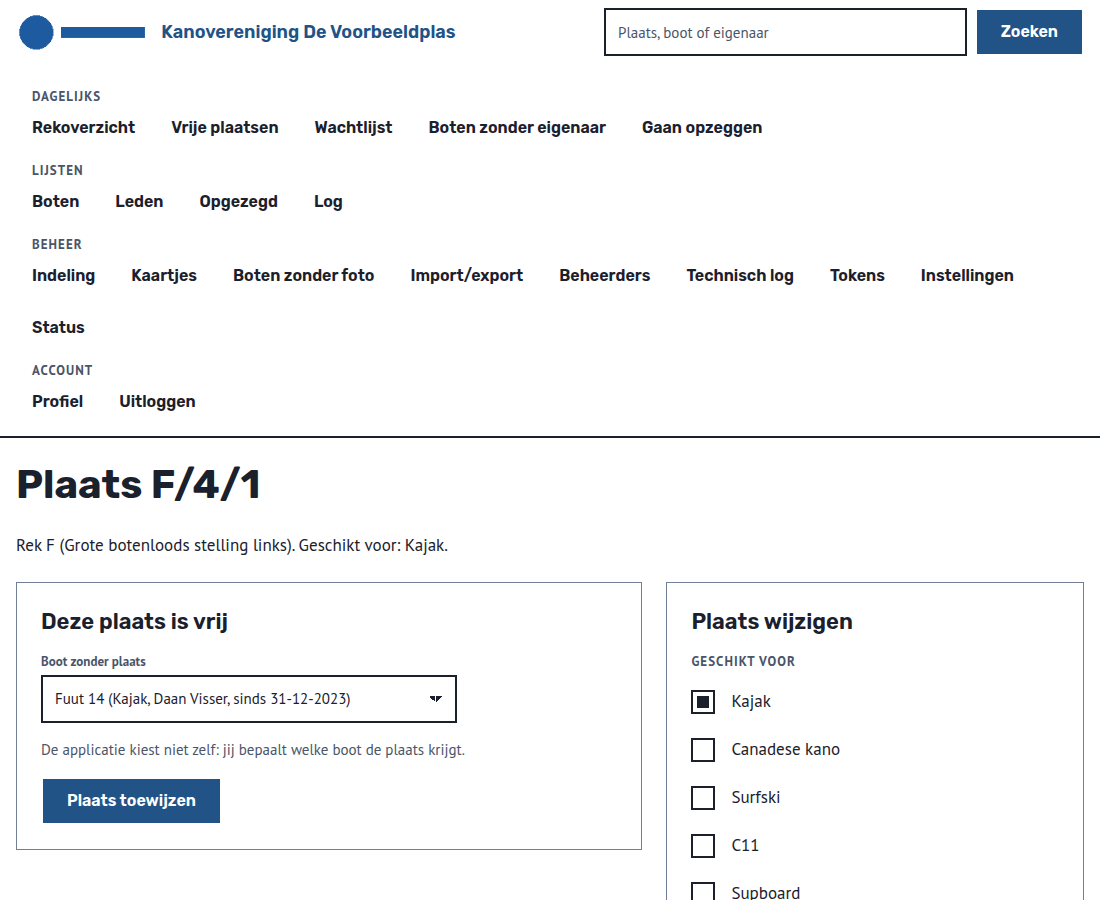 Kanovereniging De Voorbeeldplas
Plaats, boot of eigenaar
Zoeken
DAGELIJKS
Rekoverzicht Vrije plaatsen Wachtlijst Boten zonder eigenaar Gaan opzeggen
LIJSTEN
Boten Leden Opgezegd Log
BEHEER
Indeling Kaartjes Boten zonder foto Import/export Beheerders Technisch log Tokens Instellingen
Status
ACCOUNT
Profiel Uitloggen
Plaats F/4/1
Rek F (Grote botenloods stelling links). Geschikt voor: Kajak.
Deze plaats is vrij
Boot zonder plaats
Fuut 14 (Kajak, Daan Visser, sinds 31-12-2023)
De applicatie kiest niet zelf: jij bepaalt welke boot de plaats krijgt.
Plaats toewijzen
Plaats wijzigen
GESCHIKT VOOR
Kajak
Canadese kano
Surfski
C11
Supboard